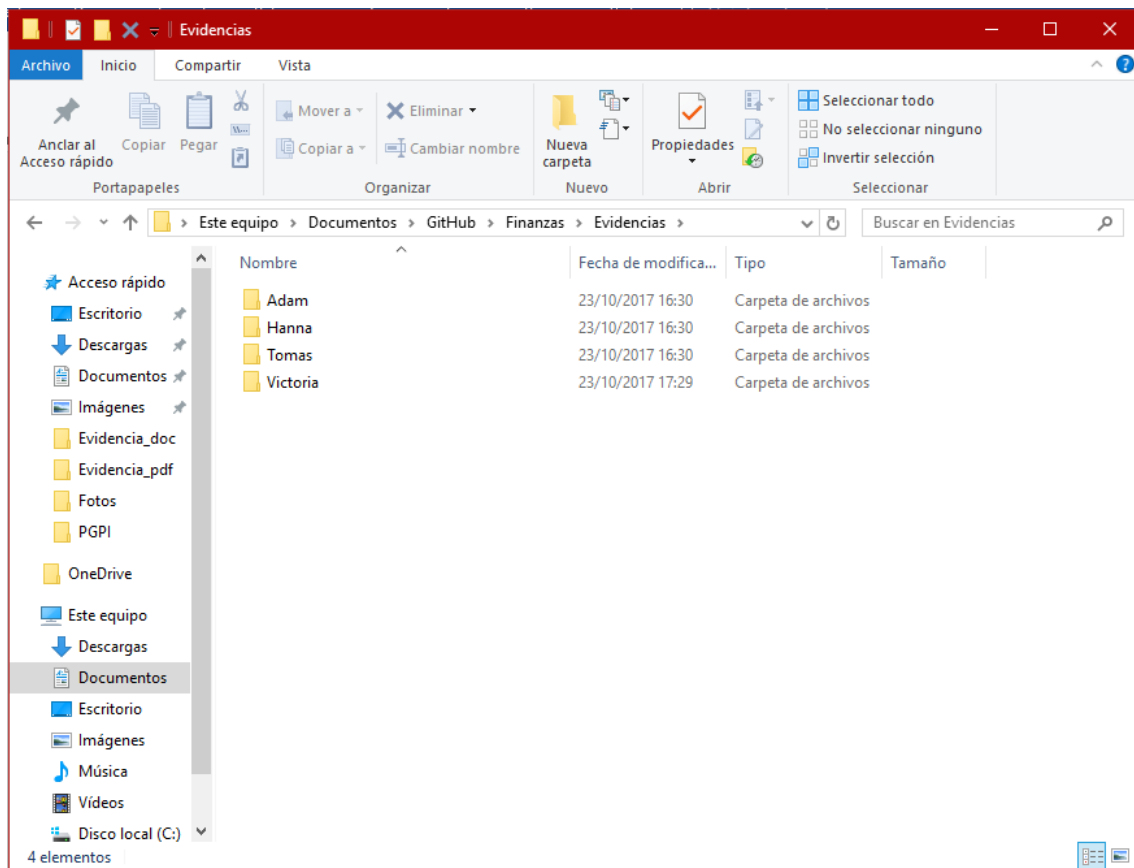 Evidencias
Archivo Inicio Compartir Vista
Anclar al Acceso rápido
Copiar
Pegar
Portapapeles
Mover a
Copiar a
Eliminar
Cambiar nombre
Organizar
Nueva carpeta
Nuevo
Propiedades
Abrir
Seleccionar todo
No seleccionar ninguno
Invertir selección
Seleccionar
Este equipo > Documentos > GitHub > Finanzas > Evidencias >
Buscar en Evidencias
Acceso rápido
Escritorio
Descargas
Documentos
Imágenes
Evidencia_doc
Evidencia_pdf
Fotos
PGPI
OneDrive
Este equipo
Descargas
Documentos
Escritorio
Imágenes
Música
Vídeos
Disco local (C:)
Nombre Fecha de modifica... Tipo Tamaño
Adam 23/10/2017 16:30 Carpeta de archivos
Hanna 23/10/2017 16:30 Carpeta de archivos
Tomas 23/10/2017 16:30 Carpeta de archivos
Victoria 23/10/2017 17:29 Carpeta de archivos
4 elementos